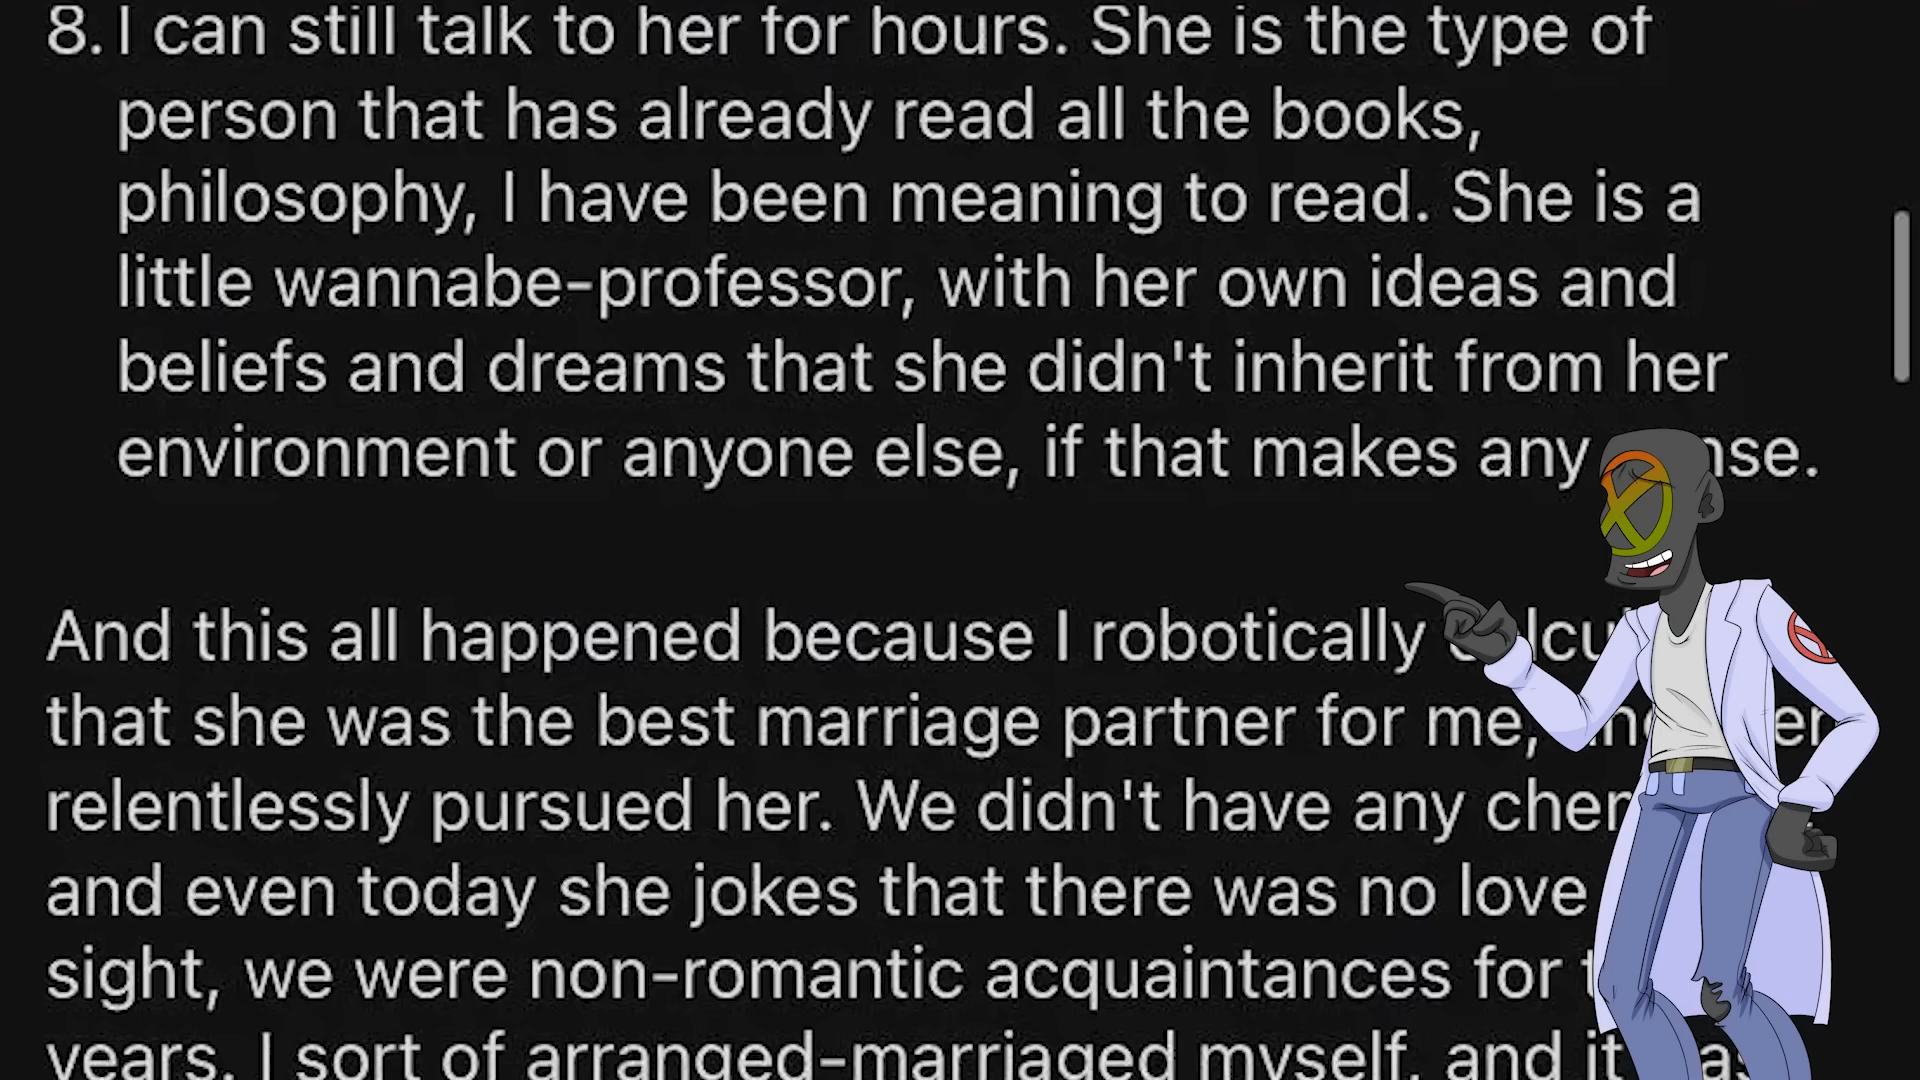 8. I can still talk to her for hours. She is the type of
person that has already read all the books,
philosophy, I have been meaning to read. She is a
little wannabe-professor, with her own ideas and
beliefs and dreams that she didn't inherit from her
environment or anyone else, if that makes any
And this all happened because I robotically
that she was the best marriage partner for me,
relentlessly pursued her. We didn't have any
and even today she jokes that there was no love
sight, we were non-romantic acquaintances for
years. I sort of arranged-marriaged myself, and it